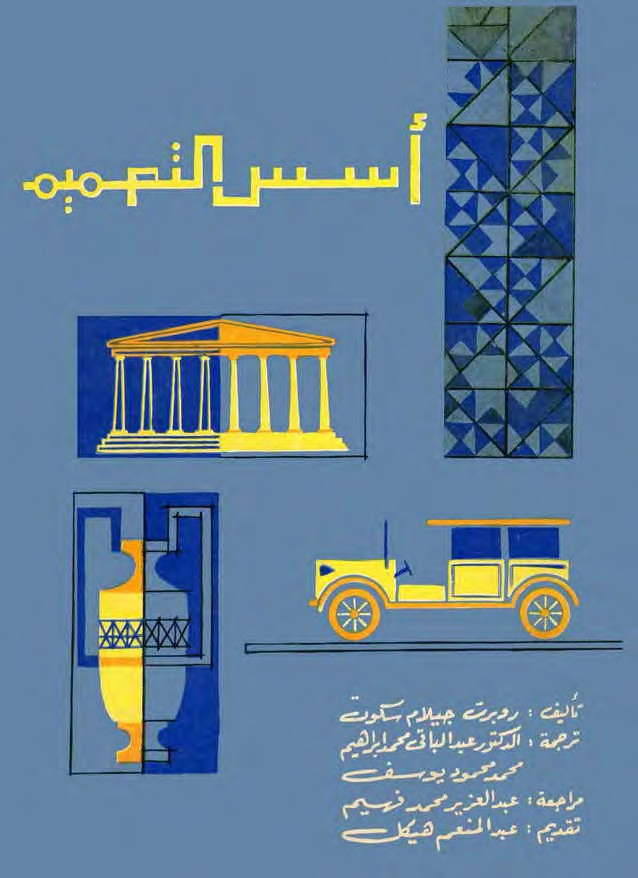 أسس التصميم
تأليف : روبرت جيلام سكوت
ترجمة : الدكتور عبدالباقي محمد إبراهيم
محمد محمود يوسف
مراجعة : عبدالعزيز محمد فهيم
تقديم : عبدالمنعم هيكل